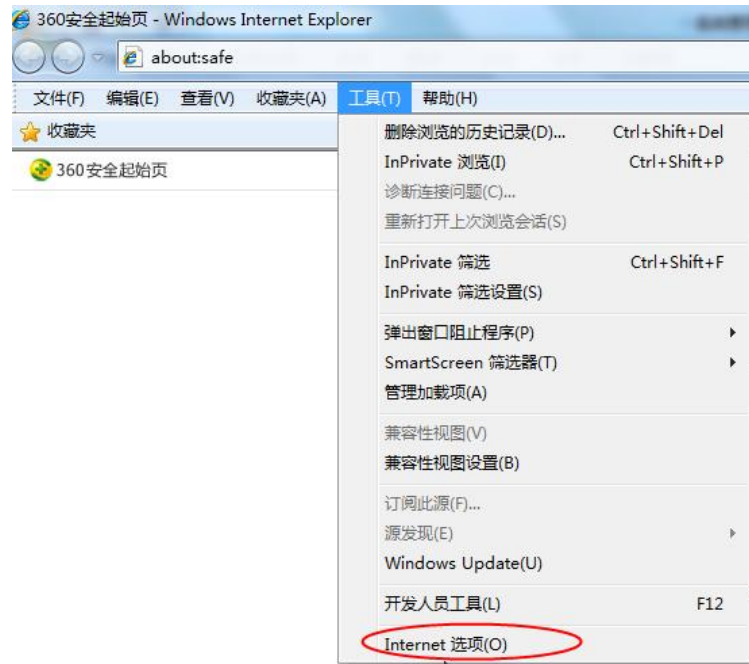 360安全起始页 - Windows Internet Explorer
about:safe
文件(F) 编辑(E) 查看(V) 收藏夹(A) 工具(T) 帮助(H)
收藏夹
360安全起始页
删除浏览的历史记录(D)... Ctrl+Shift+Del
InPrivate 浏览(I) Ctrl+Shift+P
诊断连接问题(C)...
重新打开上次浏览会话(S)
InPrivate 筛选 Ctrl+Shift+F
InPrivate 筛选设置(S)
弹出窗口阻止程序(P)
SmartScreen 筛选器(T)
管理加载项(A)
兼容性视图(V)
兼容性视图设置(B)
订阅此源(F)...
源发现(E)
Windows Update(U)
开发人员工具(L) F12
Internet 选项(O)